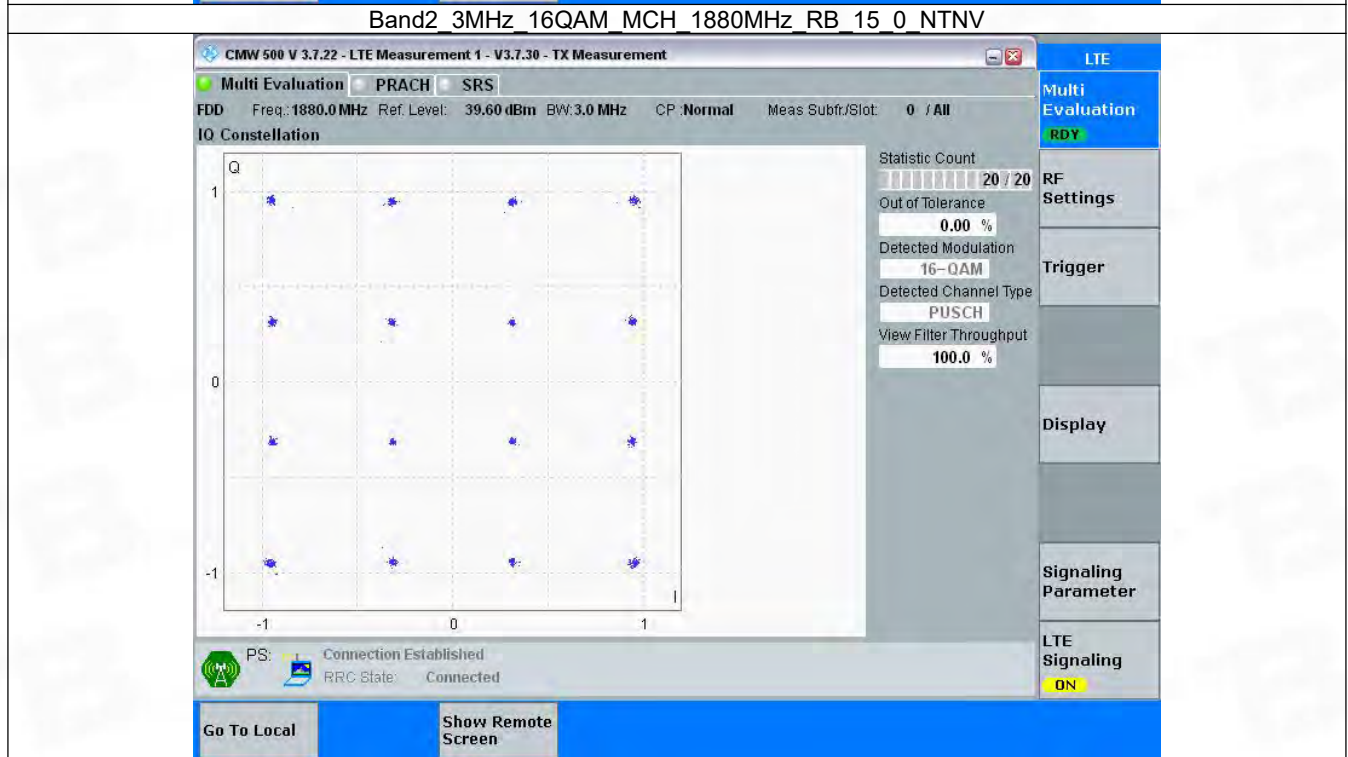 Band2_3MHz_16QAM_MCH_1880MHz_RB_15_0_NTNV
CMW 500 V 3.7.22 - LTE Measurement 1 - V3.7.30 - TX Measurement
LTE
Multi Evaluation PRACH SRS
Multi
Evaluation
RDY
FDD Freq.: 1880.0 MHz Ref. Level: 39.60 dBm BW: 3.0 MHz CP :Normal Meas Subfr./Slot: 0 / All
IQ Constellation
Q
1
0
-1
-1 0 1
I
Statistic Count
20 / 20
Out of Tolerance
0.00 %
Detected Modulation
16-QAM
Detected Channel Type
PUSCH
View Filter Throughput
100.0 %
RF
Settings
Trigger
Display
Signaling
Parameter
LTE
Signaling
ON
PS: Connection Established
RRC State: Connected
Go To Local
Show Remote
Screen